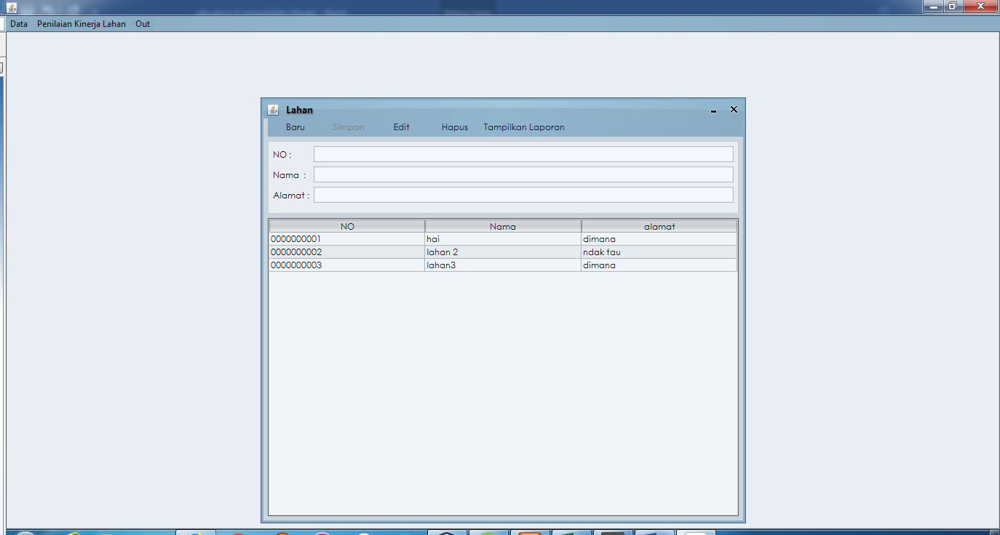 Data Penilaian Kinerja Lahan Out
Lahan
Baru Simpan Edit Hapus Tampilkan Laporan
NO :
Nama :
Alamat :
NO Nama alamat
0000000001 hai dimana
0000000002 lahan 2 ndak tau
0000000003 lahan3 dimana